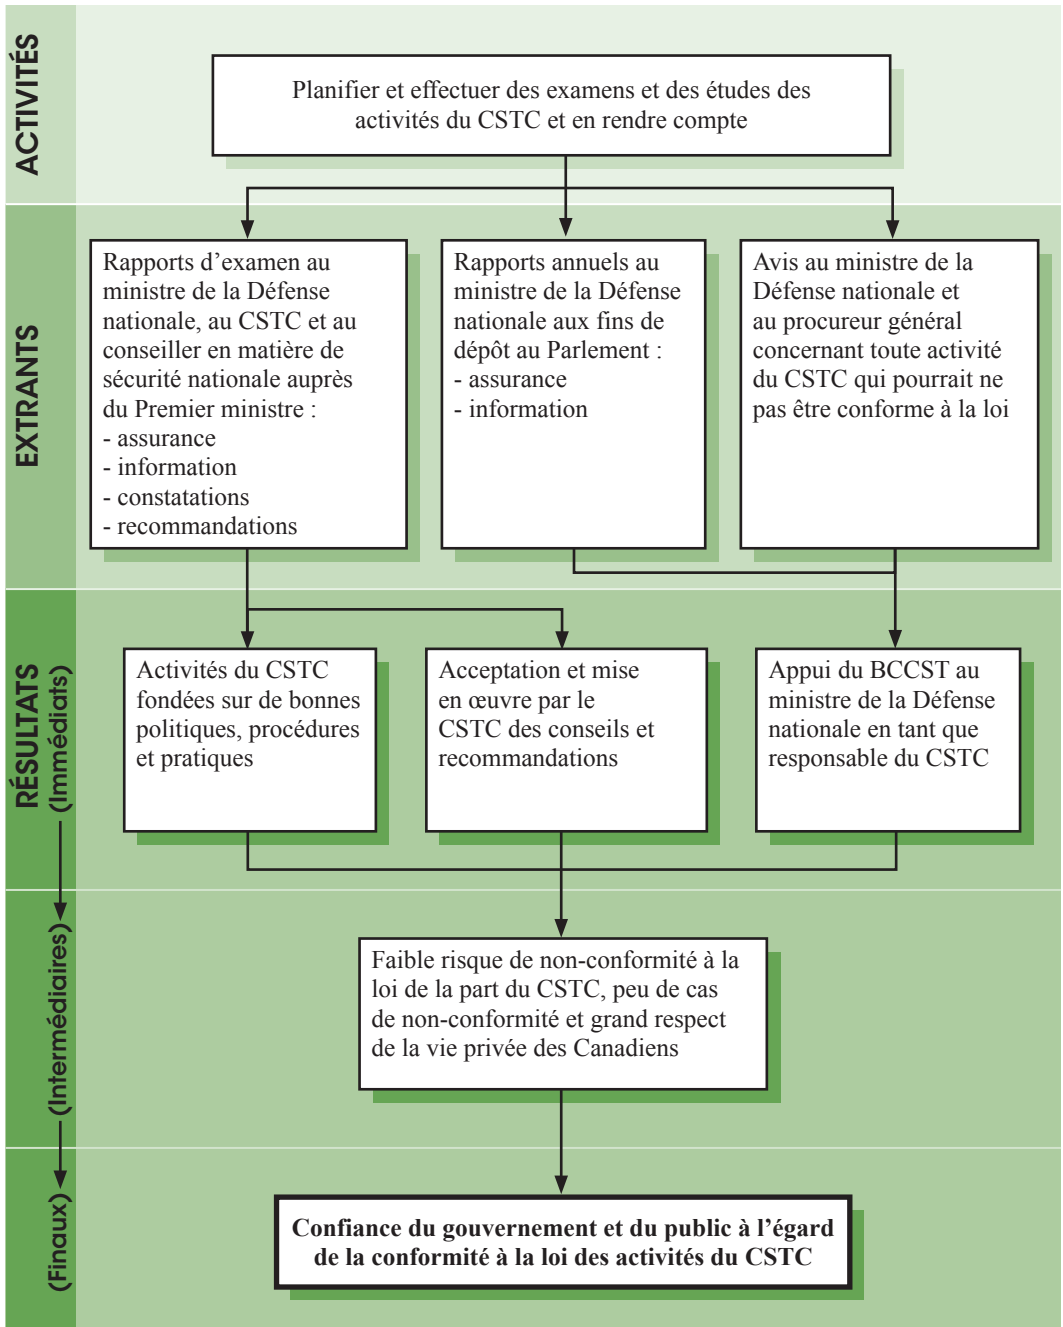 ACTIVITÉS
Planifier et effectuer des examens et des études des
activités du CSTC et en rendre compte
EXTRANTS
Rapports d’examen au
ministre de la Défense
nationale, au CSTC et au
conseiller en matière de
sécurité nationale auprès
du Premier ministre :
- assurance
- information
- constatations
- recommandations
Rapports annuels au
ministre de la Défense
nationale aux fins de
dépôt au Parlement :
- assurance
- information
Avis au ministre de la
Défense nationale et
au procureur général
concernant toute activité
du CSTC qui pourrait ne
pas être conforme à la loi
RÉSULTATS
(Immédiats)
Activités du CSTC
fondées sur de bonnes
politiques, procédures
et pratiques
Acceptation et mise
en œuvre par le
CSTC des conseils et
recommandations
Appui du BCCST au
ministre de la Défense
nationale en tant que
responsable du CSTC
(Intermédiaires)
Faible risque de non-conformité à la
loi de la part du CSTC, peu de cas
de non-conformité et grand respect
de la vie privée des Canadiens
(Finaux)
Confiance du gouvernement et du public à l’égard
de la conformité à la loi des activités du CSTC